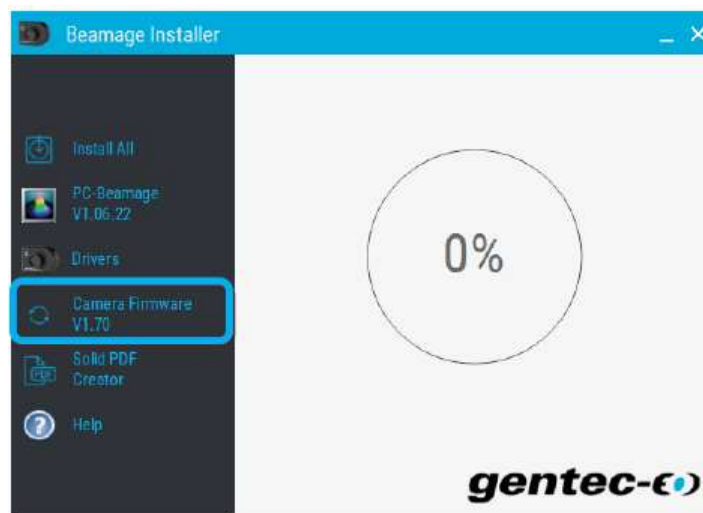 Beamage Installer
Install All
PC-Beamage
V1.06.22
Drivers
Camera Firmware
V1.70
Solid PDF
Creator
Help
0%
gentec-eo